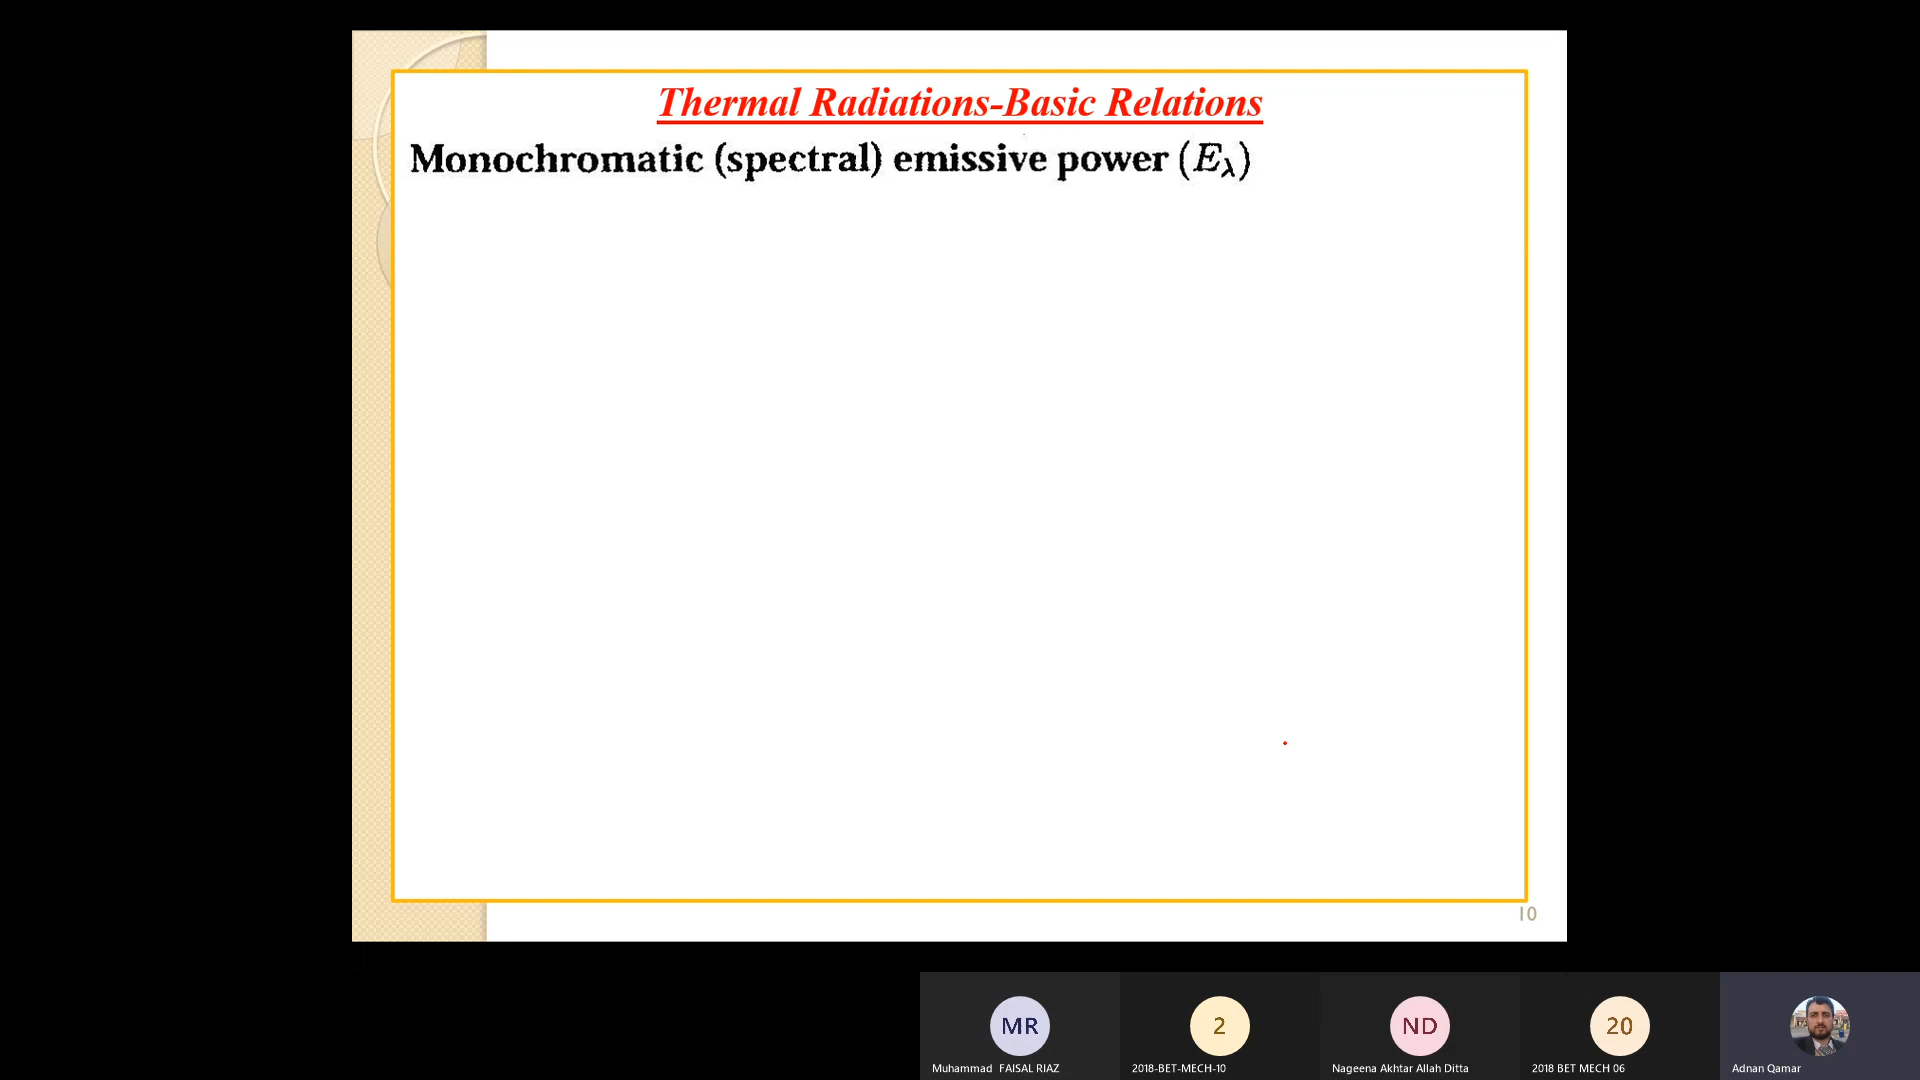 Thermal Radiations-Basic Relations
Monochromatic (spectral) emissive power (Eλ)
10
MR
2
ND
20
Muhammad FAISAL RIAZ
2018-BET-MECH-10
Nageena Akhtar Allah Ditta
2018 BET MECH 06
Adnan Qamar